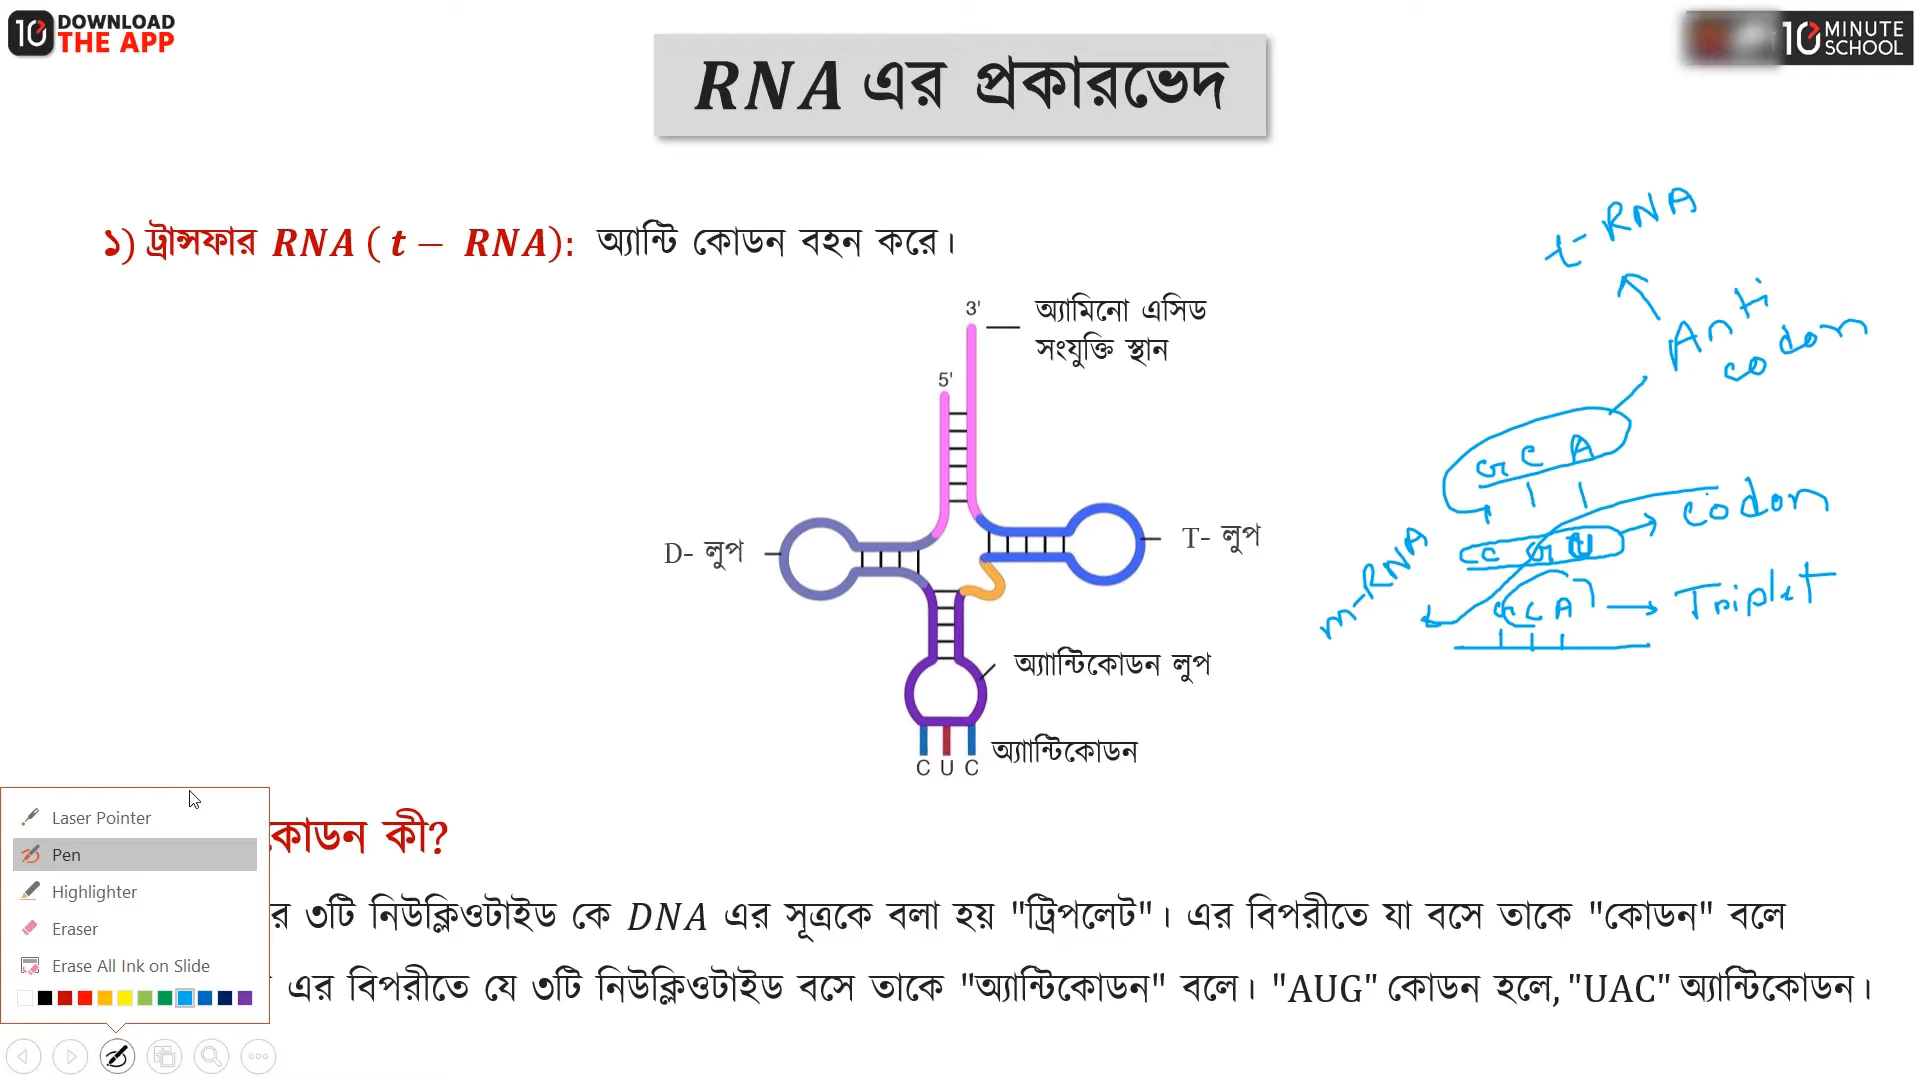 10 DOWNLOAD THE APP
10 MINUTE SCHOOL
RNA এর প্রকারভেদ
১) ট্রান্সফার RNA ( t − RNA): অ্যান্টি কোডন বহন করে।
3'
অ্যামিনো এসিড
সংযুক্তি স্থান
5'
D- লুপ
T- লুপ
অ্যান্টিকোডন লুপ
অ্যান্টিকোডন
C U C
t-RNA
Anti
codon
G C A
codon
C G U
m-RNA
G C A
Triplet
কোডন কী?
র ৩টি নিউক্লিওটাইড কে DNA এর সূত্রকে বলা হয় "ট্রিপলেট"। এর বিপরীতে যা বসে তাকে "কোডন" বলে
এর বিপরীতে যে ৩টি নিউক্লিওটাইড বসে তাকে "অ্যান্টিকোডন" বলে। "AUG" কোডন হলে, "UAC" অ্যান্টিকোডন।
Laser Pointer
Pen
Highlighter
Eraser
Erase All Ink on Slide